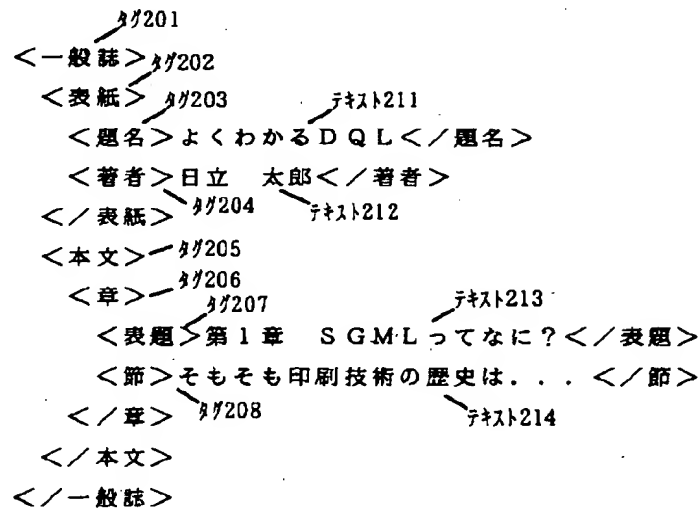 タグ201
<一般誌> タグ202
<表紙> タグ203 テキスト211
<題名>よくわかるDQL</題名>
<著者>日立　太郎</著者>
</表紙> タグ204 テキスト212
<本文> タグ205
<章> タグ206
タグ207 テキスト213
<表題>第1章　SGMLってなに?</表題>
<節>そもそも印刷技術の歴史は...</節>
</章> タグ208 テキスト214
</本文>
</一般誌>